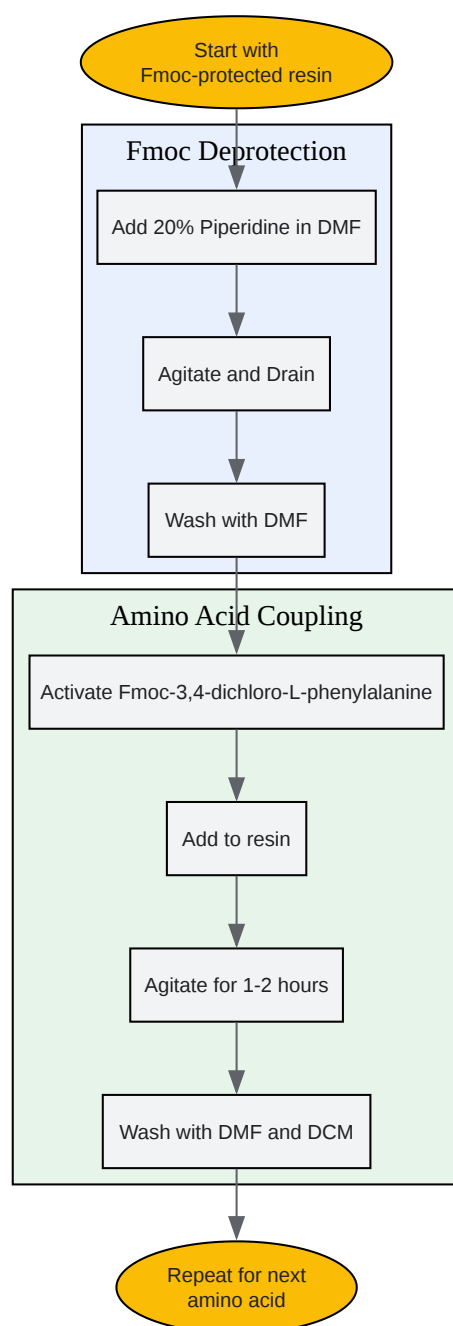 Start with
Fmoc-protected resin
Fmoc Deprotection
Add 20% Piperidine in DMF
Agitate and Drain
Wash with DMF
Amino Acid Coupling
Activate Fmoc-3,4-dichloro-L-phenylalanine
Add to resin
Agitate for 1-2 hours
Wash with DMF and DCM
Repeat for next
amino acid